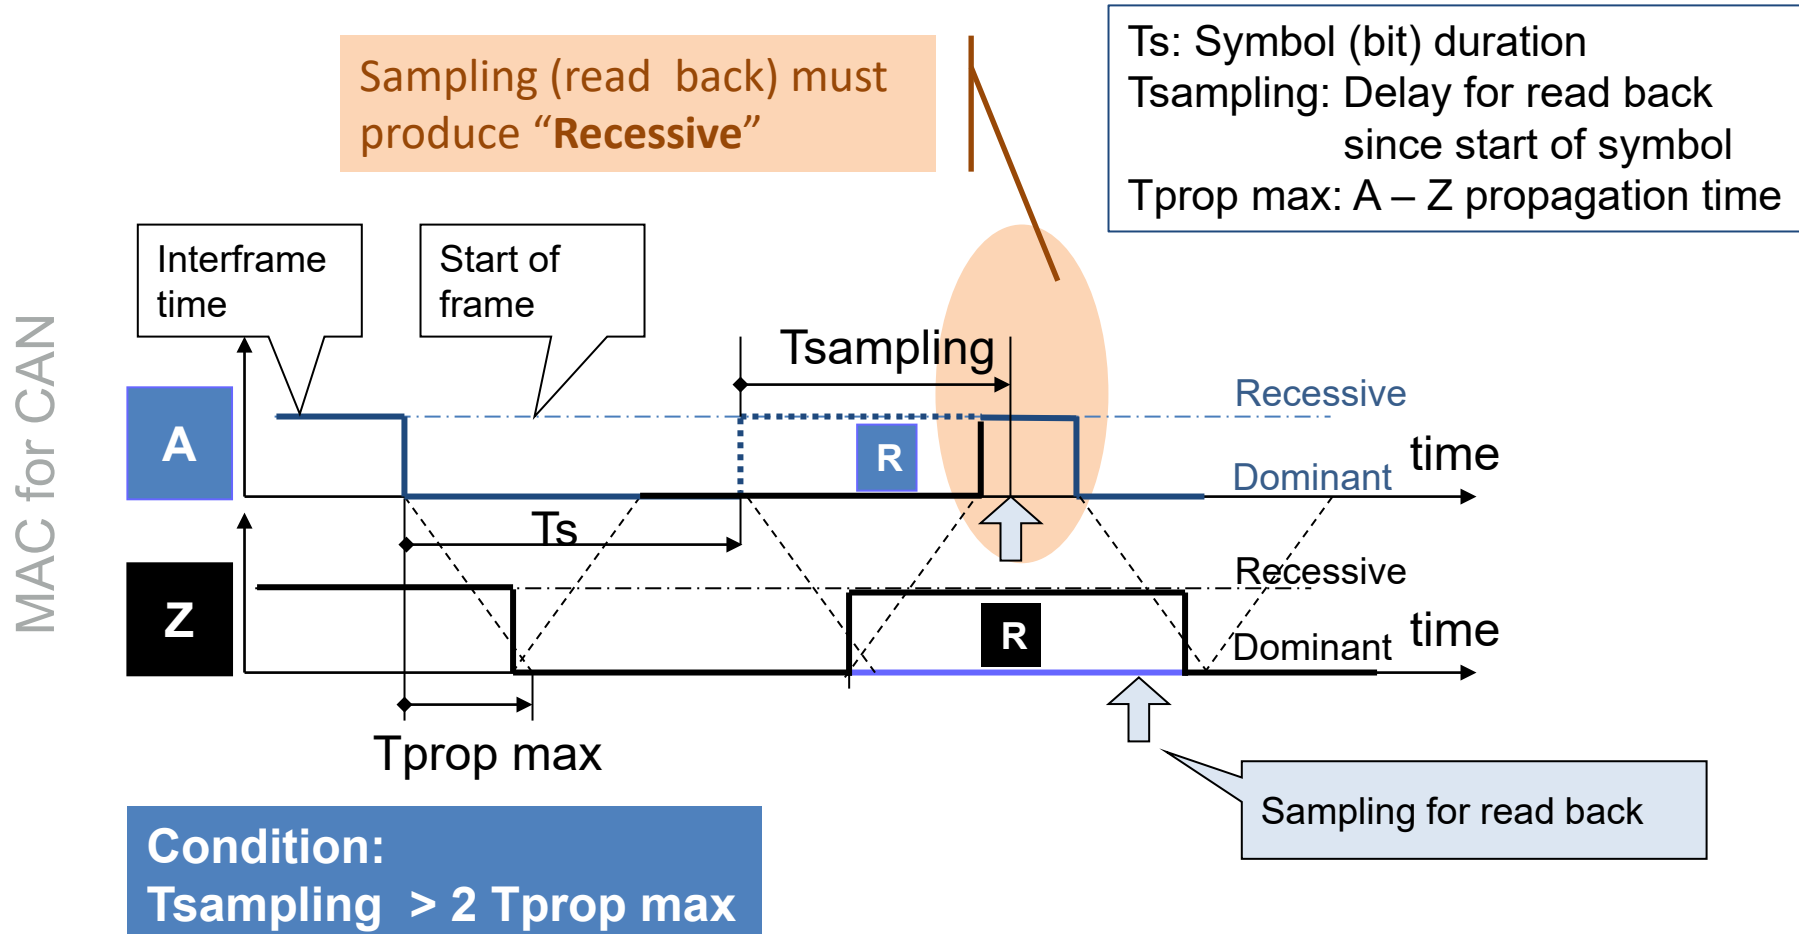 MAC for CAN
Sampling (read back) must
produce “Recessive”
Ts: Symbol (bit) duration
Tsampling: Delay for read back
since start of symbol
Tprop max: A – Z propagation time
Interframe
time
Start of
frame
Tsampling
Recessive
A
R
Dominant
time
Ts
Recessive
Z
R
Dominant
time
Tprop max
Sampling for read back
Condition:
Tsampling > 2 Tprop max